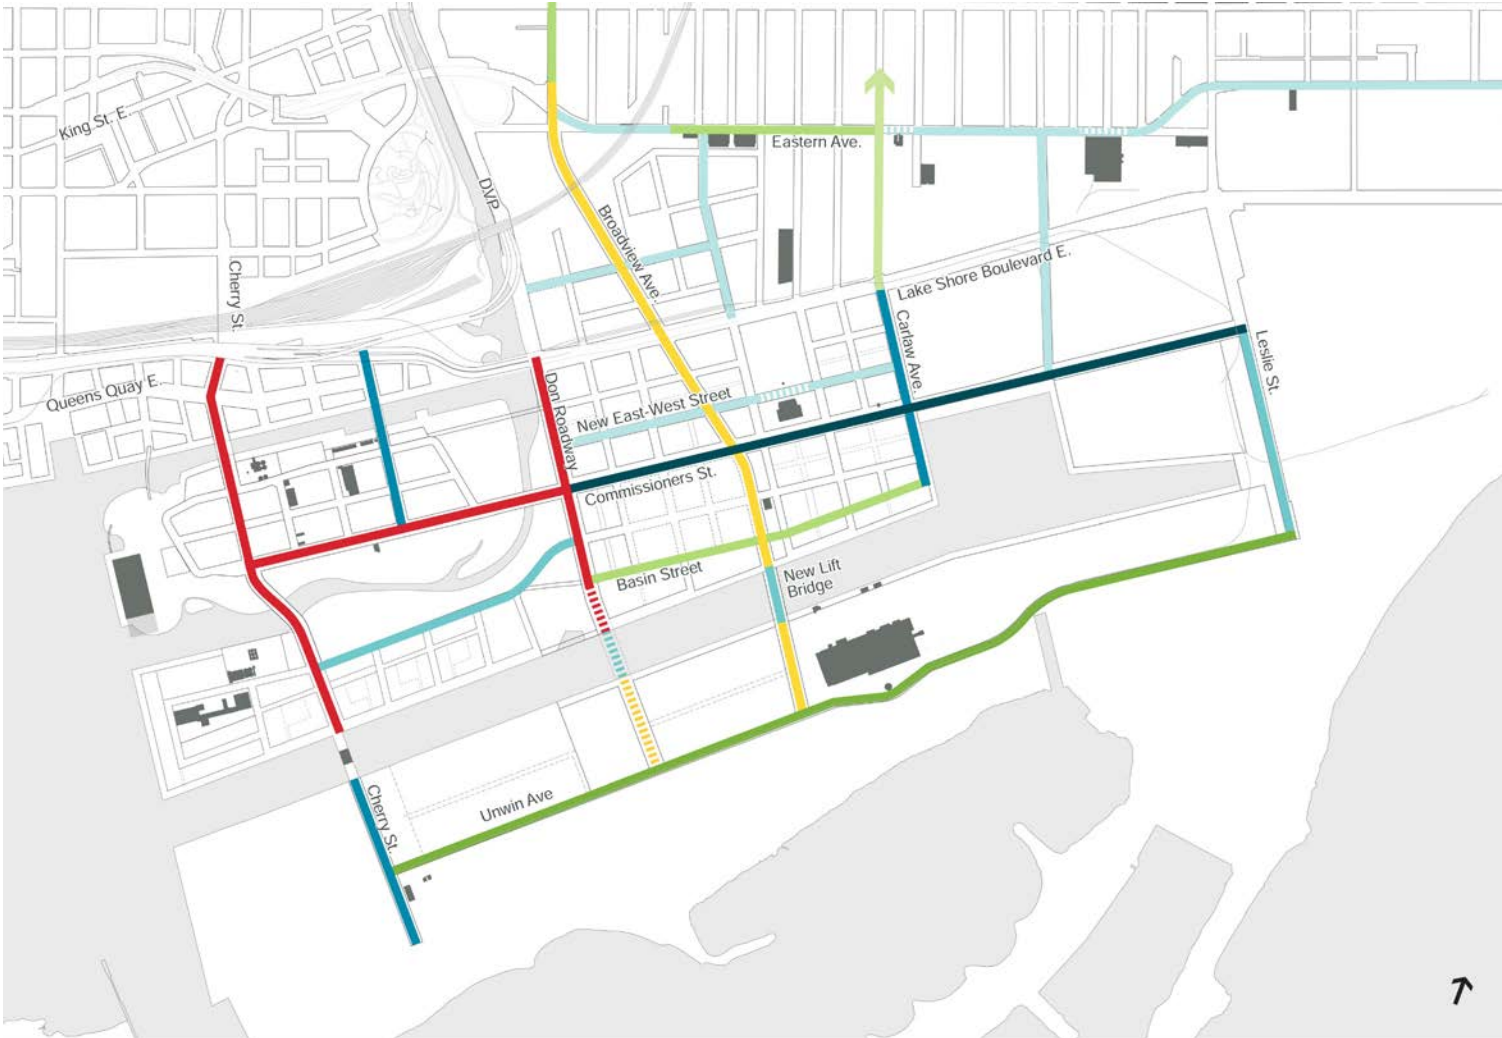 King St. E.
Eastern Ave.
DVP
Broadview Ave.
Cherry St.
Lake Shore Boulevard E.
Carlaw Ave.
Leslie St.
Queens Quay E.
Don Roadway
New East-West Street
Commissioners St.
Basin Street
New Lift
Bridge
Unwin Ave
Cherry St.